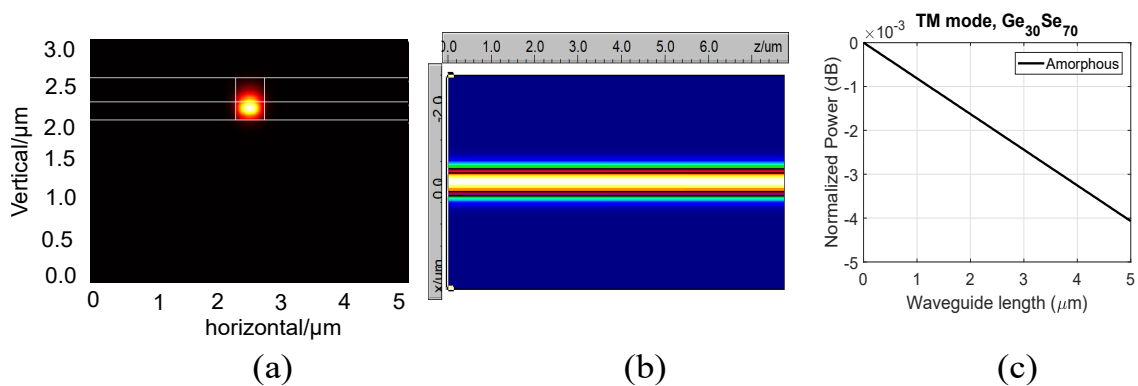 3.0
2.5
2.0
1.5
1.0
0.5
0.0
Vertical/μm
0 1 2 3 4 5
horizontal/μm
(a)
0.0 1.0 2.0 3.0 4.0 5.0 6.0 z/um
-2.0
0.0
x/um
(b)
TM mode, Ge30Se70
×10-3
Amorphous
0
-1
-2
-3
-4
-5
Normalized Power (dB)
0 1 2 3 4 5
Waveguide length (μm)
(c)